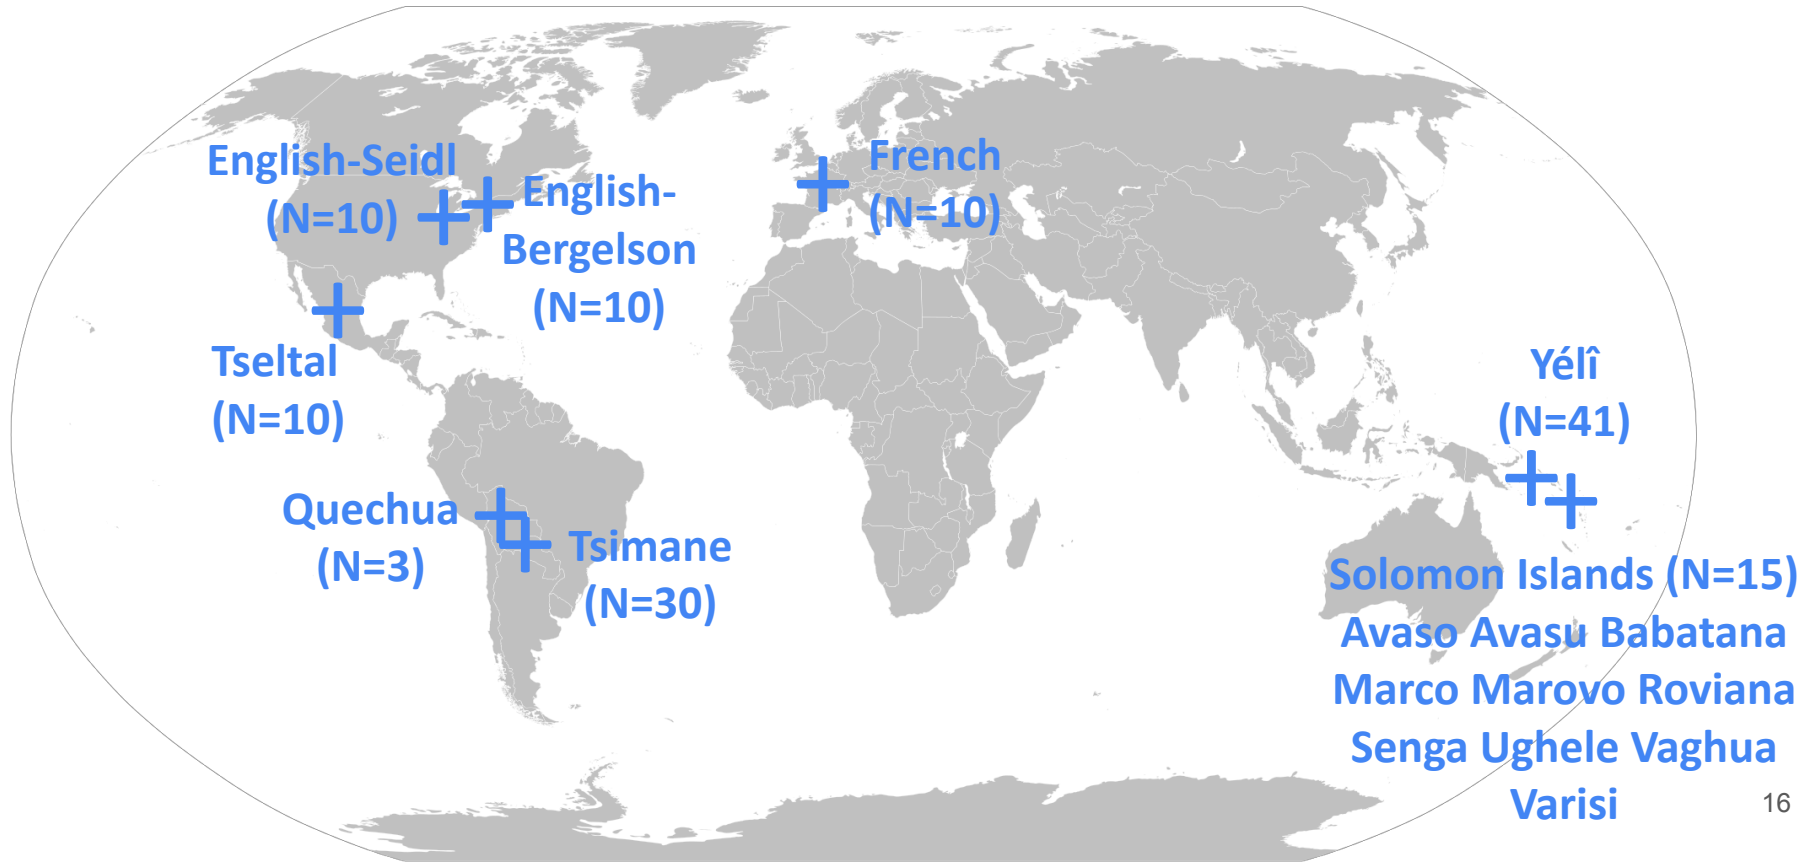 English-Seidl
(N=10)
English-
Bergelson
(N=10)
French
(N=10)
Tseltal
(N=10)
Yélî
(N=41)
Quechua
(N=3)
Tsimane
(N=30)
Solomon Islands (N=15)
Avaso Avasu Babatana
Marco Marovo Roviana
Senga Ughele Vaghua
Varisi
16